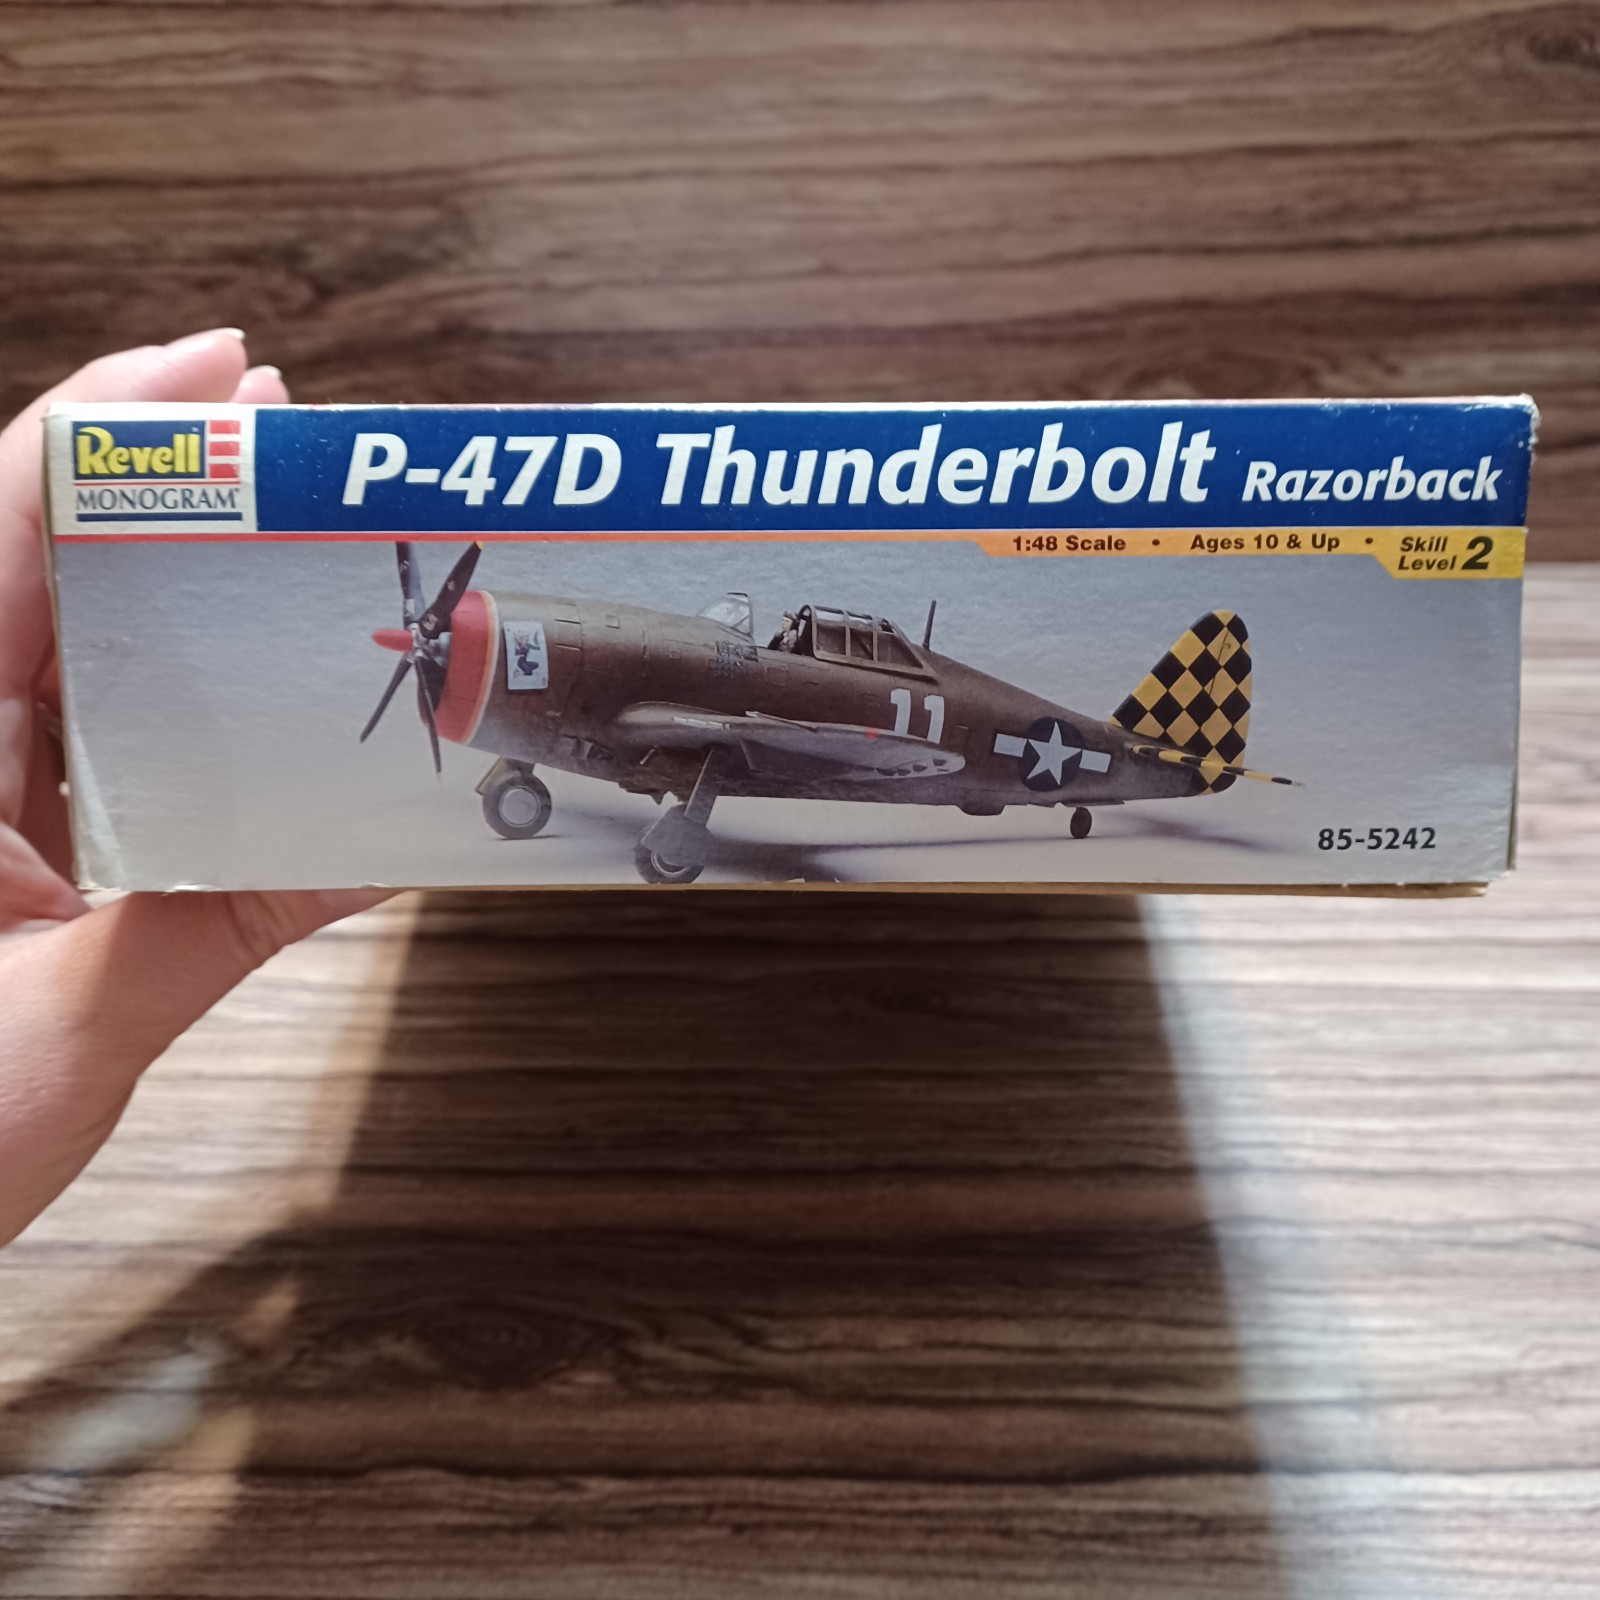 Revell
MONOGRAM
P-47D Thunderbolt Razorback
1:48 Scale • Ages 10 & Up • Skill Level 2
11
85-5242